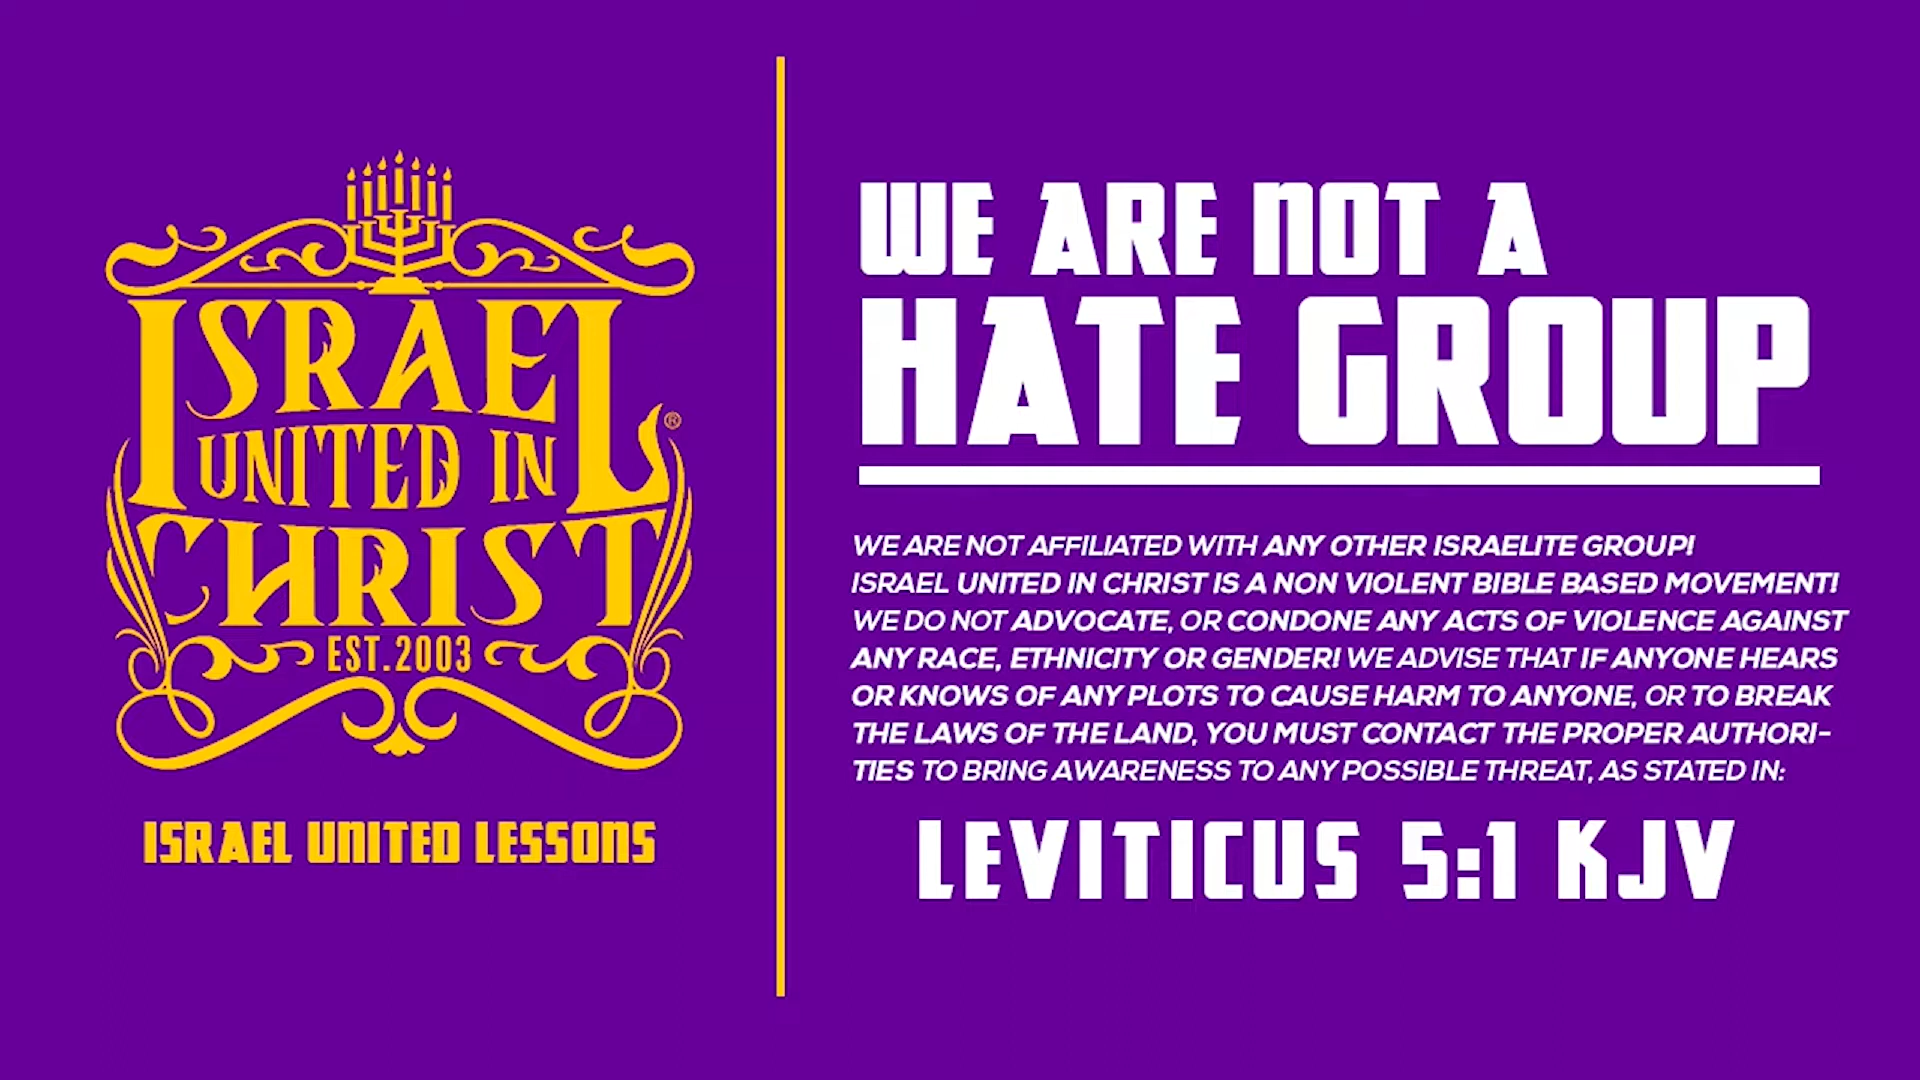 ISRAEL
UNITED IN
CHRIST
®
EST.2003
ISRAEL UNITED LESSONS
WE ARE NOT A
HATE GROUP
WE ARE NOT AFFILIATED WITH ANY OTHER ISRAELITE GROUP!
ISRAEL UNITED IN CHRIST IS A NON VIOLENT BIBLE BASED MOVEMENT!
WE DO NOT ADVOCATE, OR CONDONE ANY ACTS OF VIOLENCE AGAINST
ANY RACE, ETHNICITY OR GENDER! WE ADVISE THAT IF ANYONE HEARS
OR KNOWS OF ANY PLOTS TO CAUSE HARM TO ANYONE, OR TO BREAK
THE LAWS OF THE LAND, YOU MUST CONTACT THE PROPER AUTHORI-
TIES TO BRING AWARENESS TO ANY POSSIBLE THREAT, AS STATED IN:
LEVITICUS 5:1 KJV